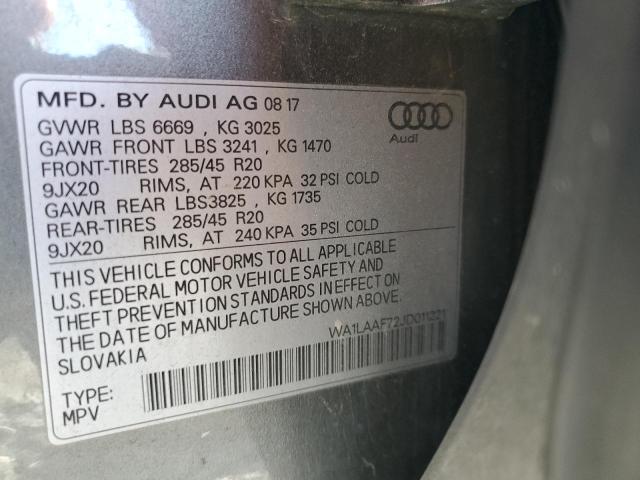 MFD. BY AUDI AG 08 17
Audi
GVWR LBS 6669 , KG 3025
GAWR FRONT LBS 3241 , KG 1470
FRONT-TIRES 285/45 R20
9JX20 RIMS, AT 220 KPA 32 PSI COLD
GAWR REAR LBS3825 , KG 1735
REAR-TIRES 285/45 R20
9JX20 RIMS, AT 240 KPA 35 PSI COLD
THIS VEHICLE CONFORMS TO ALL APPLICABLE
U.S. FEDERAL MOTOR VEHICLE SAFETY AND
THEFT PREVENTION STANDARDS IN EFFECT ON
THE DATE OF MANUFACTURE SHOWN ABOVE.
SLOVAKIA
WA1LAAF72JD011221
TYPE:
MPV